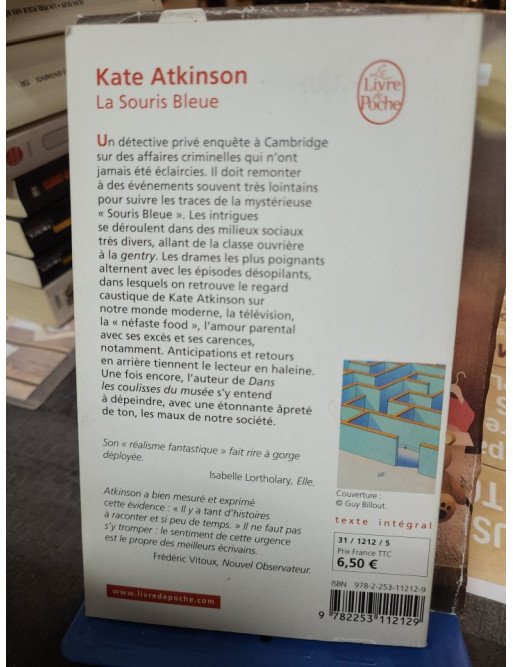 Kate Atkinson
La Souris Bleue
Le
Livre
de
Poche
Un détective privé enquête à Cambridge
sur des affaires criminelles qui n'ont
jamais été éclaircies. Il doit remonter
à des événements souvent très lointains
pour suivre les traces de la mystérieuse
« Souris Bleue ». Les intrigues
se déroulent dans des milieux sociaux
très divers, allant de la classe ouvrière
à la gentry. Les drames les plus poignants
alternent avec les épisodes désopilants,
dans lesquels on retrouve le regard
caustique de Kate Atkinson sur
notre monde moderne, la télévision,
la « néfaste food », l'amour parental
avec ses excès et ses carences,
notamment. Anticipations et retours
en arrière tiennent le lecteur en haleine.
Une fois encore, l'auteur de Dans
les coulisses du musée s'y entend
à dépeindre, avec une étonnante âpreté
de ton, les maux de notre société.
Son « réalisme fantastique » fait rire à gorge
déployée.
Isabelle Lortholary, Elle.
Atkinson a bien mesuré et exprimé
cette évidence : « Il y a tant d'histoires
à raconter et si peu de temps. » Il ne faut pas
s'y tromper : le sentiment de cette urgence
est le propre des meilleurs écrivains.
Frédéric Vitoux, Nouvel Observateur.
www.livredepoche.com
Couverture :
© Guy Billout.
texte intégral
31 / 1212 / 5
Prix France TTC
6,50 €
ISBN 978-2-253-11212-9
9 782253 112129